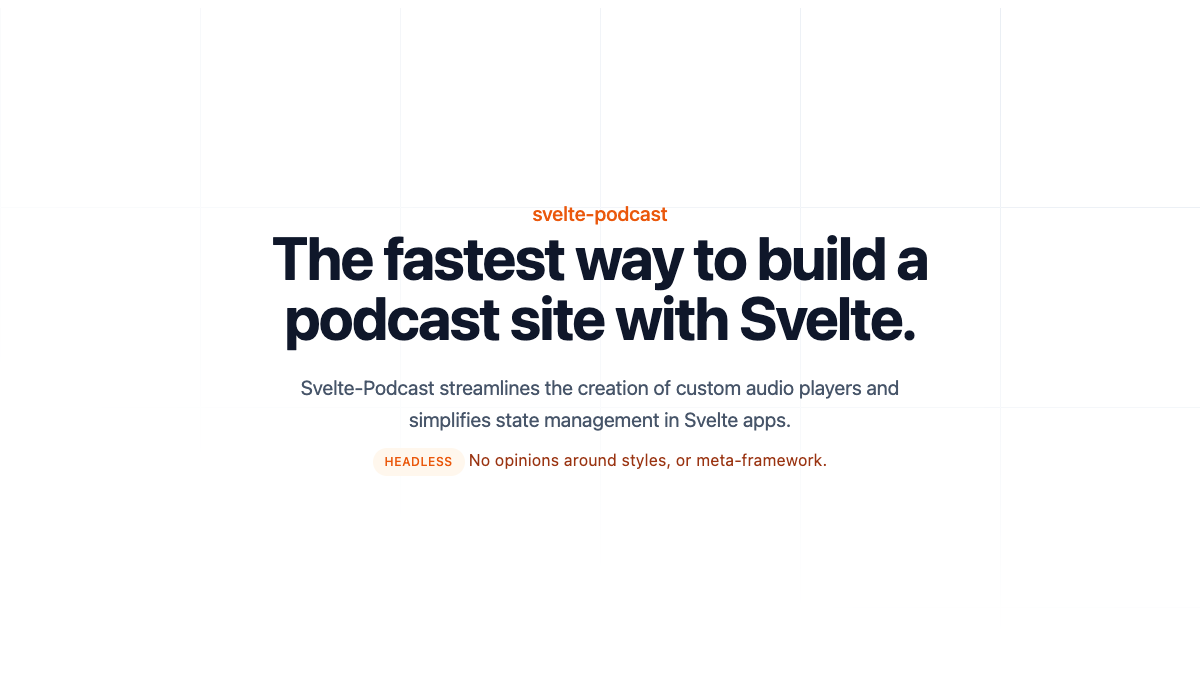 svelte-podcast
The fastest way to build a
podcast site with Svelte.
Svelte-Podcast streamlines the creation of custom audio players and
simplifies state management in Svelte apps.
HEADLESS No opinions around styles, or meta-framework.